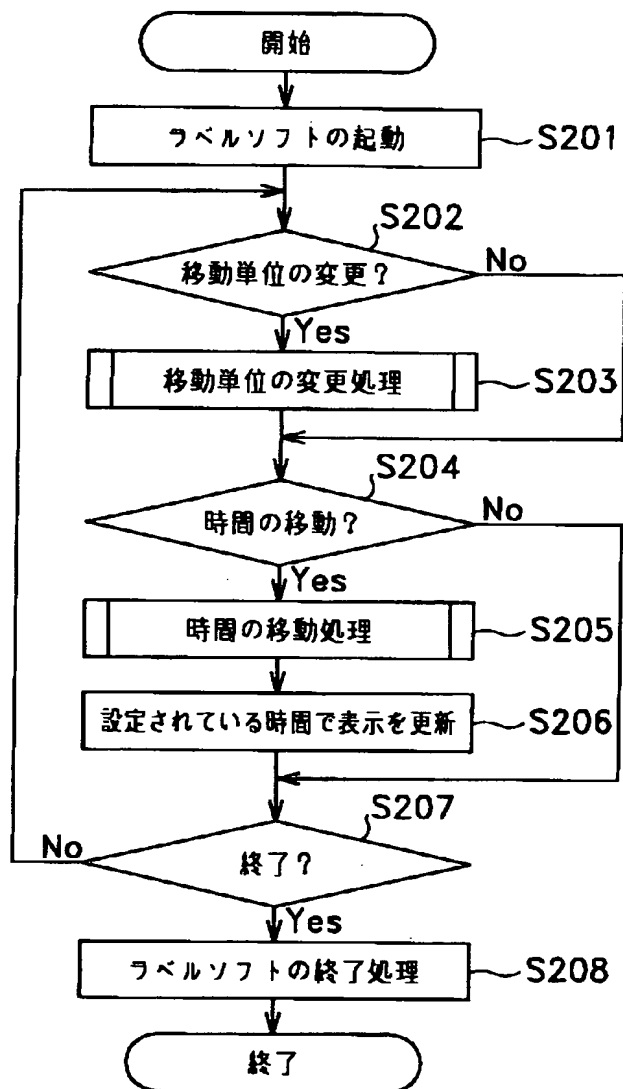 開始
ラベルソフトの起動
S201
S202
移動単位の変更?
No
Yes
移動単位の変更処理
S203
S204
時間の移動?
No
Yes
時間の移動処理
S205
設定されている時間で表示を更新
S206
S207
No
終了?
Yes
ラベルソフトの終了処理
S208
終了